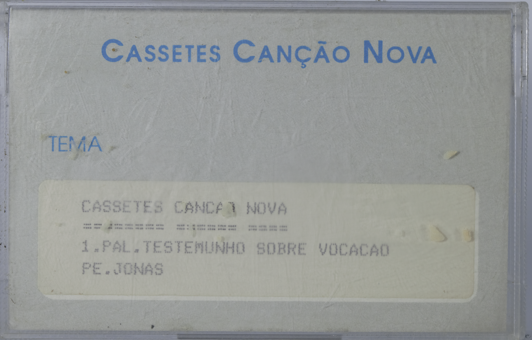 CASSETES CANÇÃO NOVA
TEMA
CASSETES CANCAO NOVA
======== ====== ====
1.PAL.TESTEMUNHO SOBRE VOCACAO
PE.JONAS